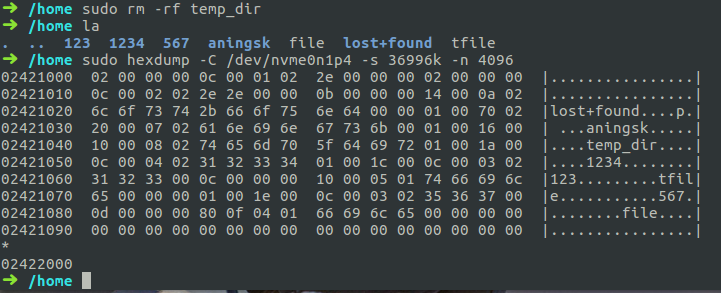 ➜ /home sudo rm -rf temp_dir
➜ /home la
. .. 123 1234 567 aningsk file lost+found tfile
➜ /home sudo hexdump -C /dev/nvme0n1p4 -s 36996k -n 4096
02421000 02 00 00 00 0c 00 01 02 2e 00 00 00 02 00 00 00 |................|
02421010 0c 00 02 02 2e 2e 00 00 0b 00 00 00 14 00 0a 02 |................|
02421020 6c 6f 73 74 2b 66 6f 75 6e 64 00 00 01 00 70 02 |lost+found....p.|
02421030 20 00 07 02 61 6e 69 6e 67 73 6b 00 01 00 16 00 | ...aningsk.....|
02421040 10 00 08 02 74 65 6d 70 5f 64 69 72 01 00 1a 00 |....temp_dir....|
02421050 0c 00 04 02 31 32 33 34 01 00 1c 00 0c 00 03 02 |....1234........|
02421060 31 32 33 00 0c 00 00 00 10 00 05 01 74 66 69 6c |123.........tfil|
02421070 65 00 00 00 01 00 1e 00 0c 00 03 02 35 36 37 00 |e...........567.|
02421080 0d 00 00 00 80 0f 04 01 66 69 6c 65 00 00 00 00 |........file....|
02421090 00 00 00 00 00 00 00 00 00 00 00 00 00 00 00 00 |................|
*
02422000
➜ /home